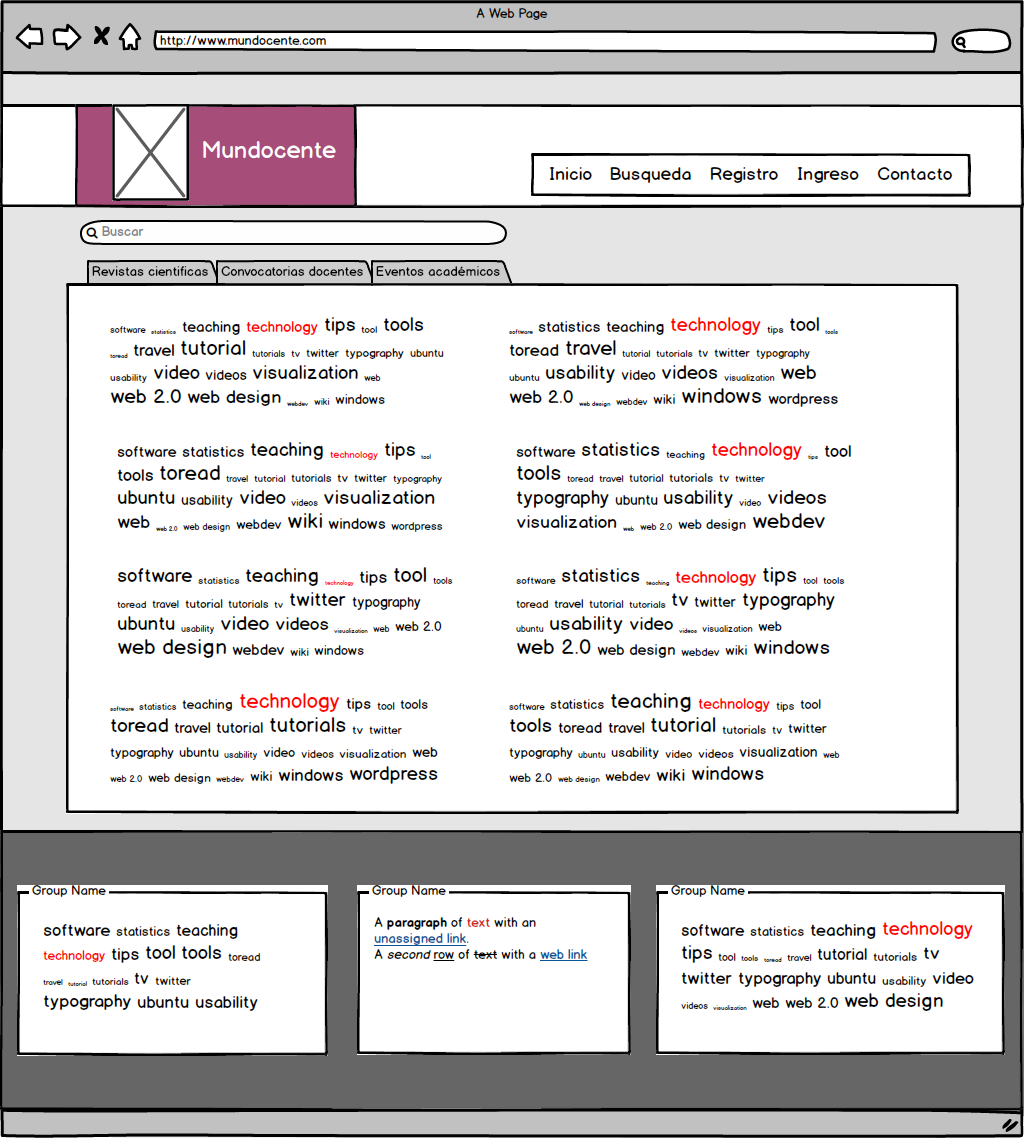 A Web Page
http://www.mundocente.com
Mundocente
Inicio Busqueda Registro Ingreso Contacto
Buscar
Revistas cientificas Convocatorias docentes Eventos académicos
software statistics teaching technology tips tool tools
toread travel tutorial tutorials tv twitter typography ubuntu
usability video videos visualization web
web 2.0 web design webdev wiki windows
software statistics teaching technology tips tool tools
toread travel tutorial tutorials tv twitter typography
ubuntu usability video videos visualization web
web 2.0 web design webdev wiki windows wordpress
software statistics teaching technology tips tool
tools toread travel tutorial tutorials tv twitter typography
ubuntu usability video videos visualization
web web 2.0 web design webdev wiki windows wordpress
software statistics teaching technology tips tool
tools toread travel tutorial tutorials tv twitter
typography ubuntu usability video videos
visualization web web 2.0 web design webdev
software statistics teaching technology tips tool tools
toread travel tutorial tutorials tv twitter typography
ubuntu usability video videos visualization web web 2.0
web design webdev wiki windows
software statistics teaching technology tips tool tools
toread travel tutorial tutorials tv twitter typography
ubuntu usability video videos visualization web
web 2.0 web design webdev wiki windows
software statistics teaching technology tips tool tools
toread travel tutorial tutorials tv twitter
typography ubuntu usability video videos visualization web
web 2.0 web design webdev wiki windows wordpress
software statistics teaching technology tips tool
tools toread travel tutorial tutorials tv twitter
typography ubuntu usability video videos visualization web
web 2.0 web design webdev wiki windows
Group Name
software statistics teaching
technology tips tool tools toread
travel tutorial tutorials tv twitter
typography ubuntu usability
Group Name
A paragraph of text with an
unassigned link.
A second row of text with a web link
Group Name
software statistics teaching technology
tips tool tools toread travel tutorial tutorials tv
twitter typography ubuntu usability video
videos visualization web web 2.0 web design